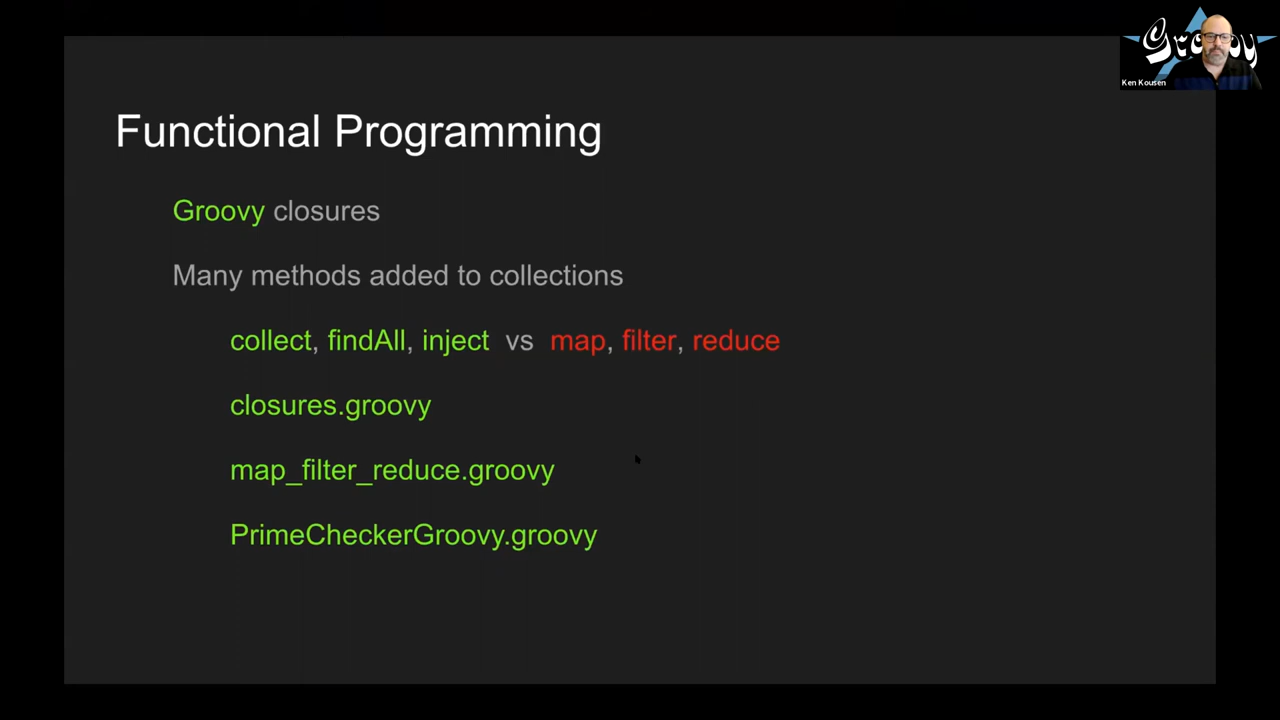 Groovy
Ken Kousen
Functional Programming
Groovy closures
Many methods added to collections
collect, findAll, inject vs map, filter, reduce
closures.groovy
map_filter_reduce.groovy
PrimeCheckerGroovy.groovy